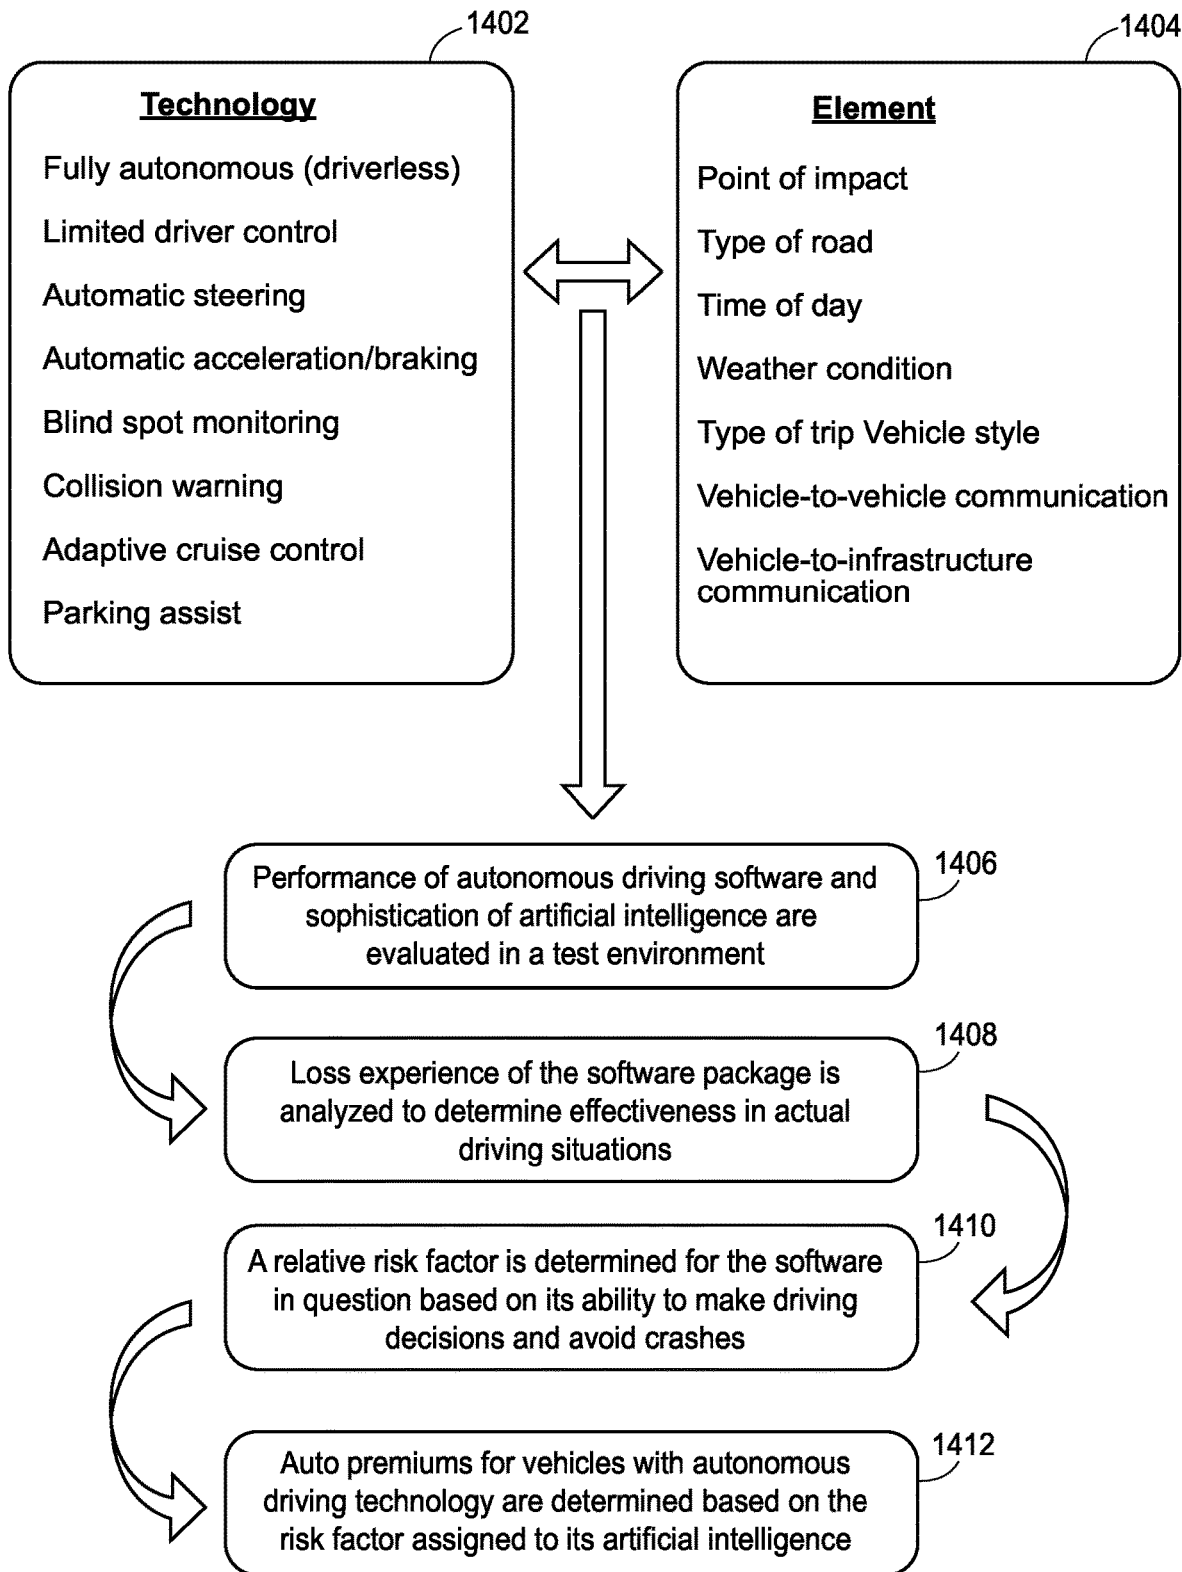 1402
Technology
Fully autonomous (driverless)
Limited driver control
Automatic steering
Automatic acceleration/braking
Blind spot monitoring
Collision warning
Adaptive cruise control
Parking assist
1404
Element
Point of impact
Type of road
Time of day
Weather condition
Type of trip Vehicle style
Vehicle-to-vehicle communication
Vehicle-to-infrastructure
communication
1406
Performance of autonomous driving software and
sophistication of artificial intelligence are
evaluated in a test environment
1408
Loss experience of the software package is
analyzed to determine effectiveness in actual
driving situations
1410
A relative risk factor is determined for the software
in question based on its ability to make driving
decisions and avoid crashes
1412
Auto premiums for vehicles with autonomous
driving technology are determined based on the
risk factor assigned to its artificial intelligence